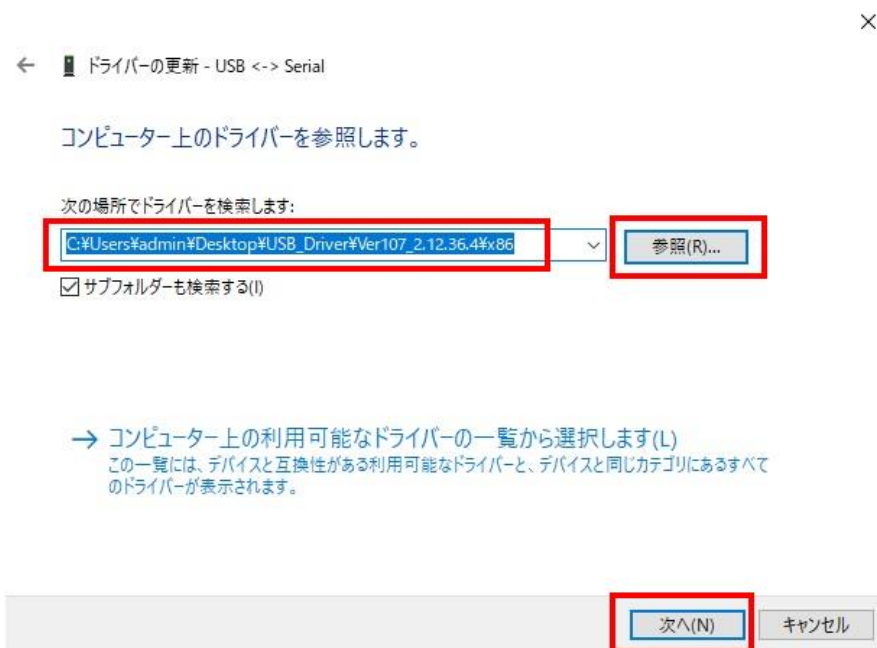 ドライバーの更新 - USB <-> Serial
コンピューター上のドライバーを参照します。
次の場所でドライバーを検索します:
C:¥Users¥admin¥Desktop¥USB_Driver¥Ver107_2.12.36.4¥x86
参照(R)...
サブフォルダーも検索する(I)
コンピューター上の利用可能なドライバーの一覧から選択します(L)
この一覧には、デバイスと互換性がある利用可能なドライバーと、デバイスと同じカテゴリにあるすべて
のドライバーが表示されます。
次へ(N)
キャンセル